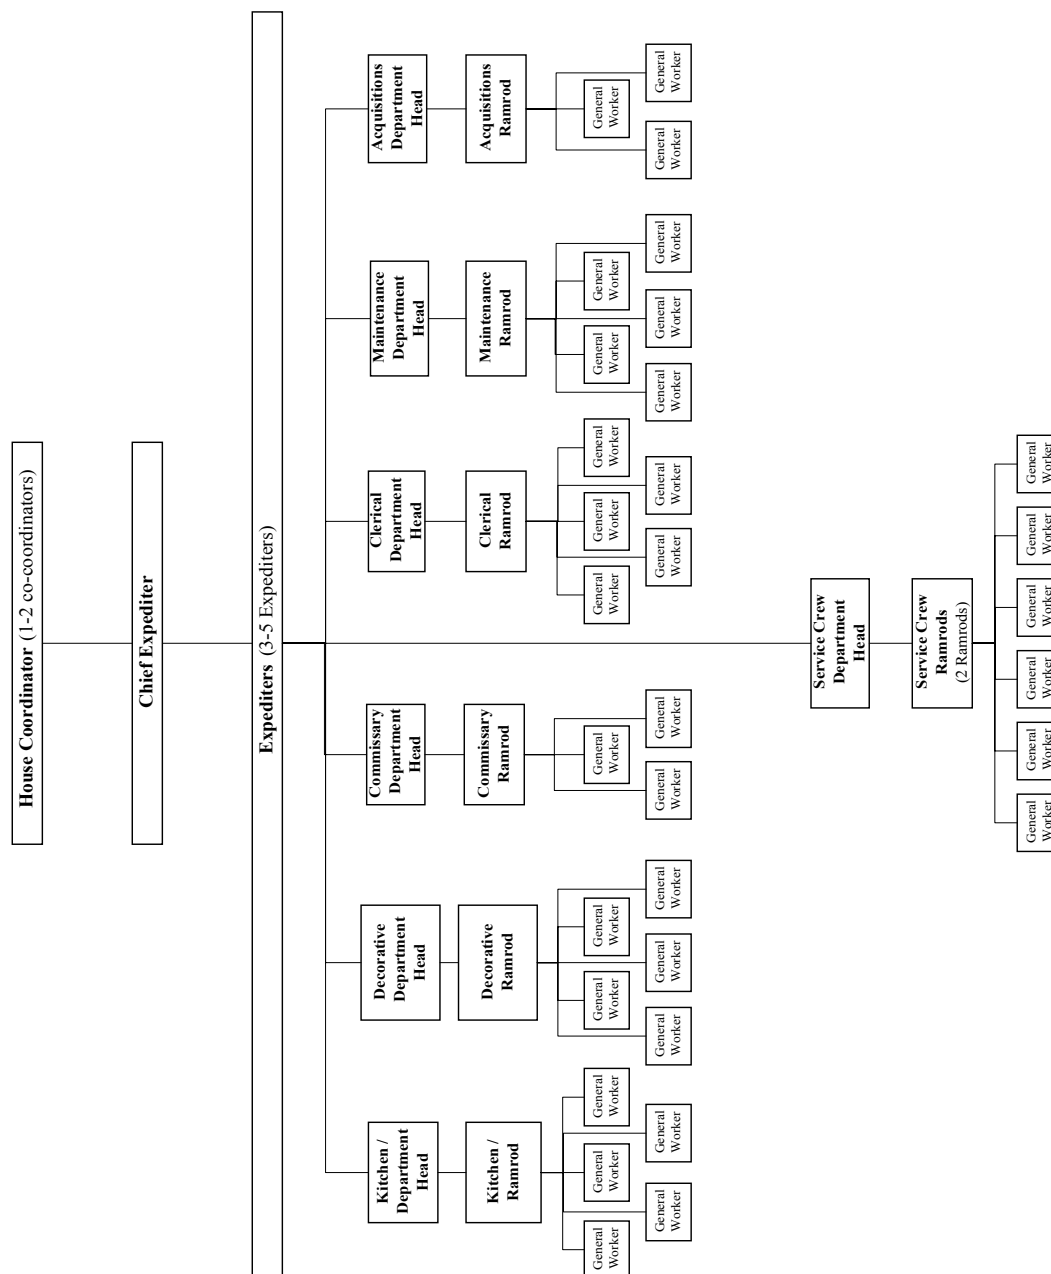 House Coordinator (1-2 co-coordinators)
Chief Expediter
Expediters (3-5 Expediters)
Kitchen /
Department
Head
Kitchen /
Ramrod
General
Worker
General
Worker
General
Worker
General
Worker
General
Worker
Decorative
Department
Head
Decorative
Ramrod
General
Worker
General
Worker
General
Worker
General
Worker
General
Worker
Commissary
Department
Head
Commissary
Ramrod
General
Worker
General
Worker
General
Worker
Clerical
Department
Head
Clerical
Ramrod
General
Worker
General
Worker
General
Worker
General
Worker
General
Worker
Maintenance
Department
Head
Maintenance
Ramrod
General
Worker
General
Worker
General
Worker
General
Worker
General
Worker
Acquisitions
Department
Head
Acquisitions
Ramrod
General
Worker
General
Worker
General
Worker
Service Crew
Department
Head
Service Crew
Ramrods
(2 Ramrods)
General
Worker
General
Worker
General
Worker
General
Worker
General
Worker
General
Worker